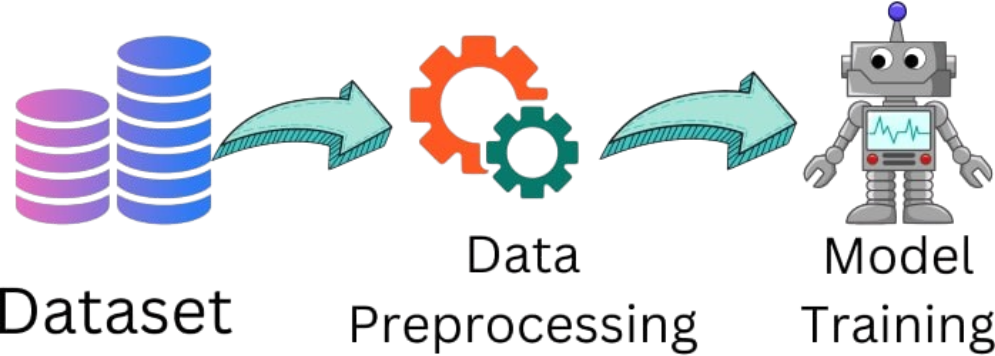 Dataset
Data
Preprocessing
Model
Training